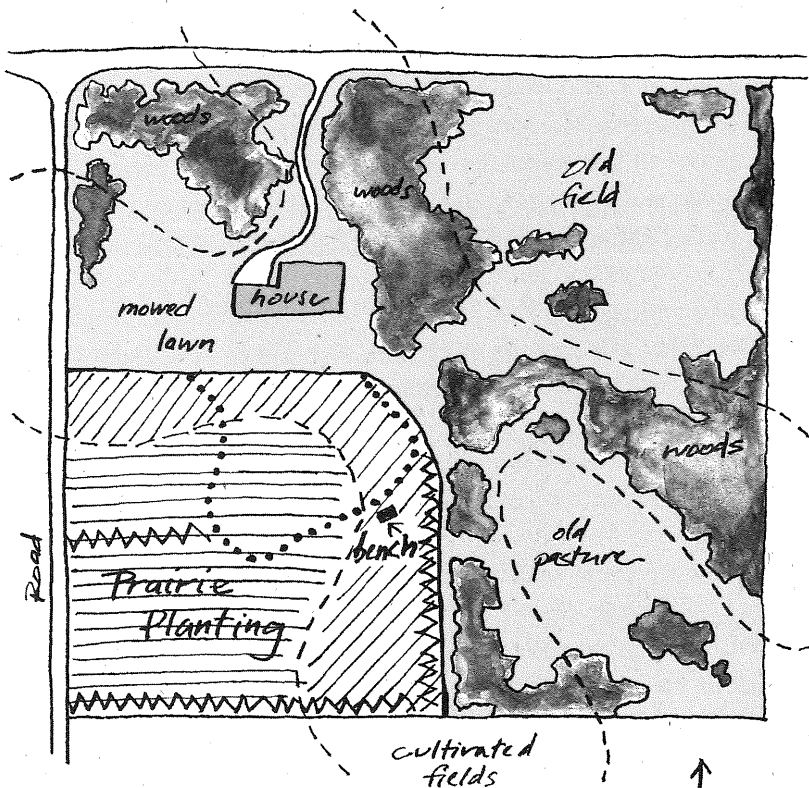 woods
woods
old
field
house
mowed
lawn
woods
bench
old
pasture
Road
Prairie
Planting
cultivated
fields